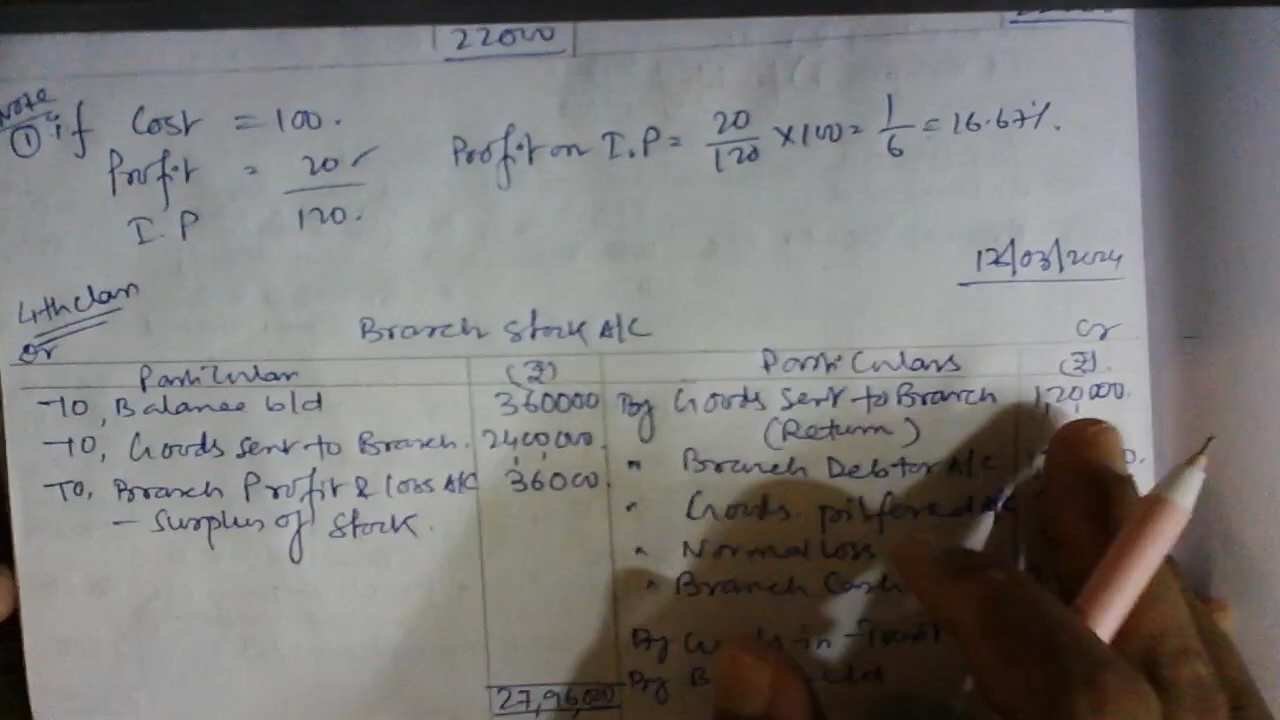 22000
Note
① if Cost = 100.
Profit = 20
I.P 120.
Profit on I.P = 20/120 × 100 = 1/6 = 16.67%.
12/03/2024
4th class
Branch Stock A/C
Dr Cr
Particular (₹) Particulars (₹)
To, Balance b/d 360000 By Goods Sent to Branch 1,20000.
(Return)
To, Goods sent to Branch. 2400000. " Branch Debtor A/C
To, Branch Profit & loss A/C 36000 " Goods pilfered
- Surplus of Stock.
" Normal Loss
" Branch Cash
By in
By
27,96,000